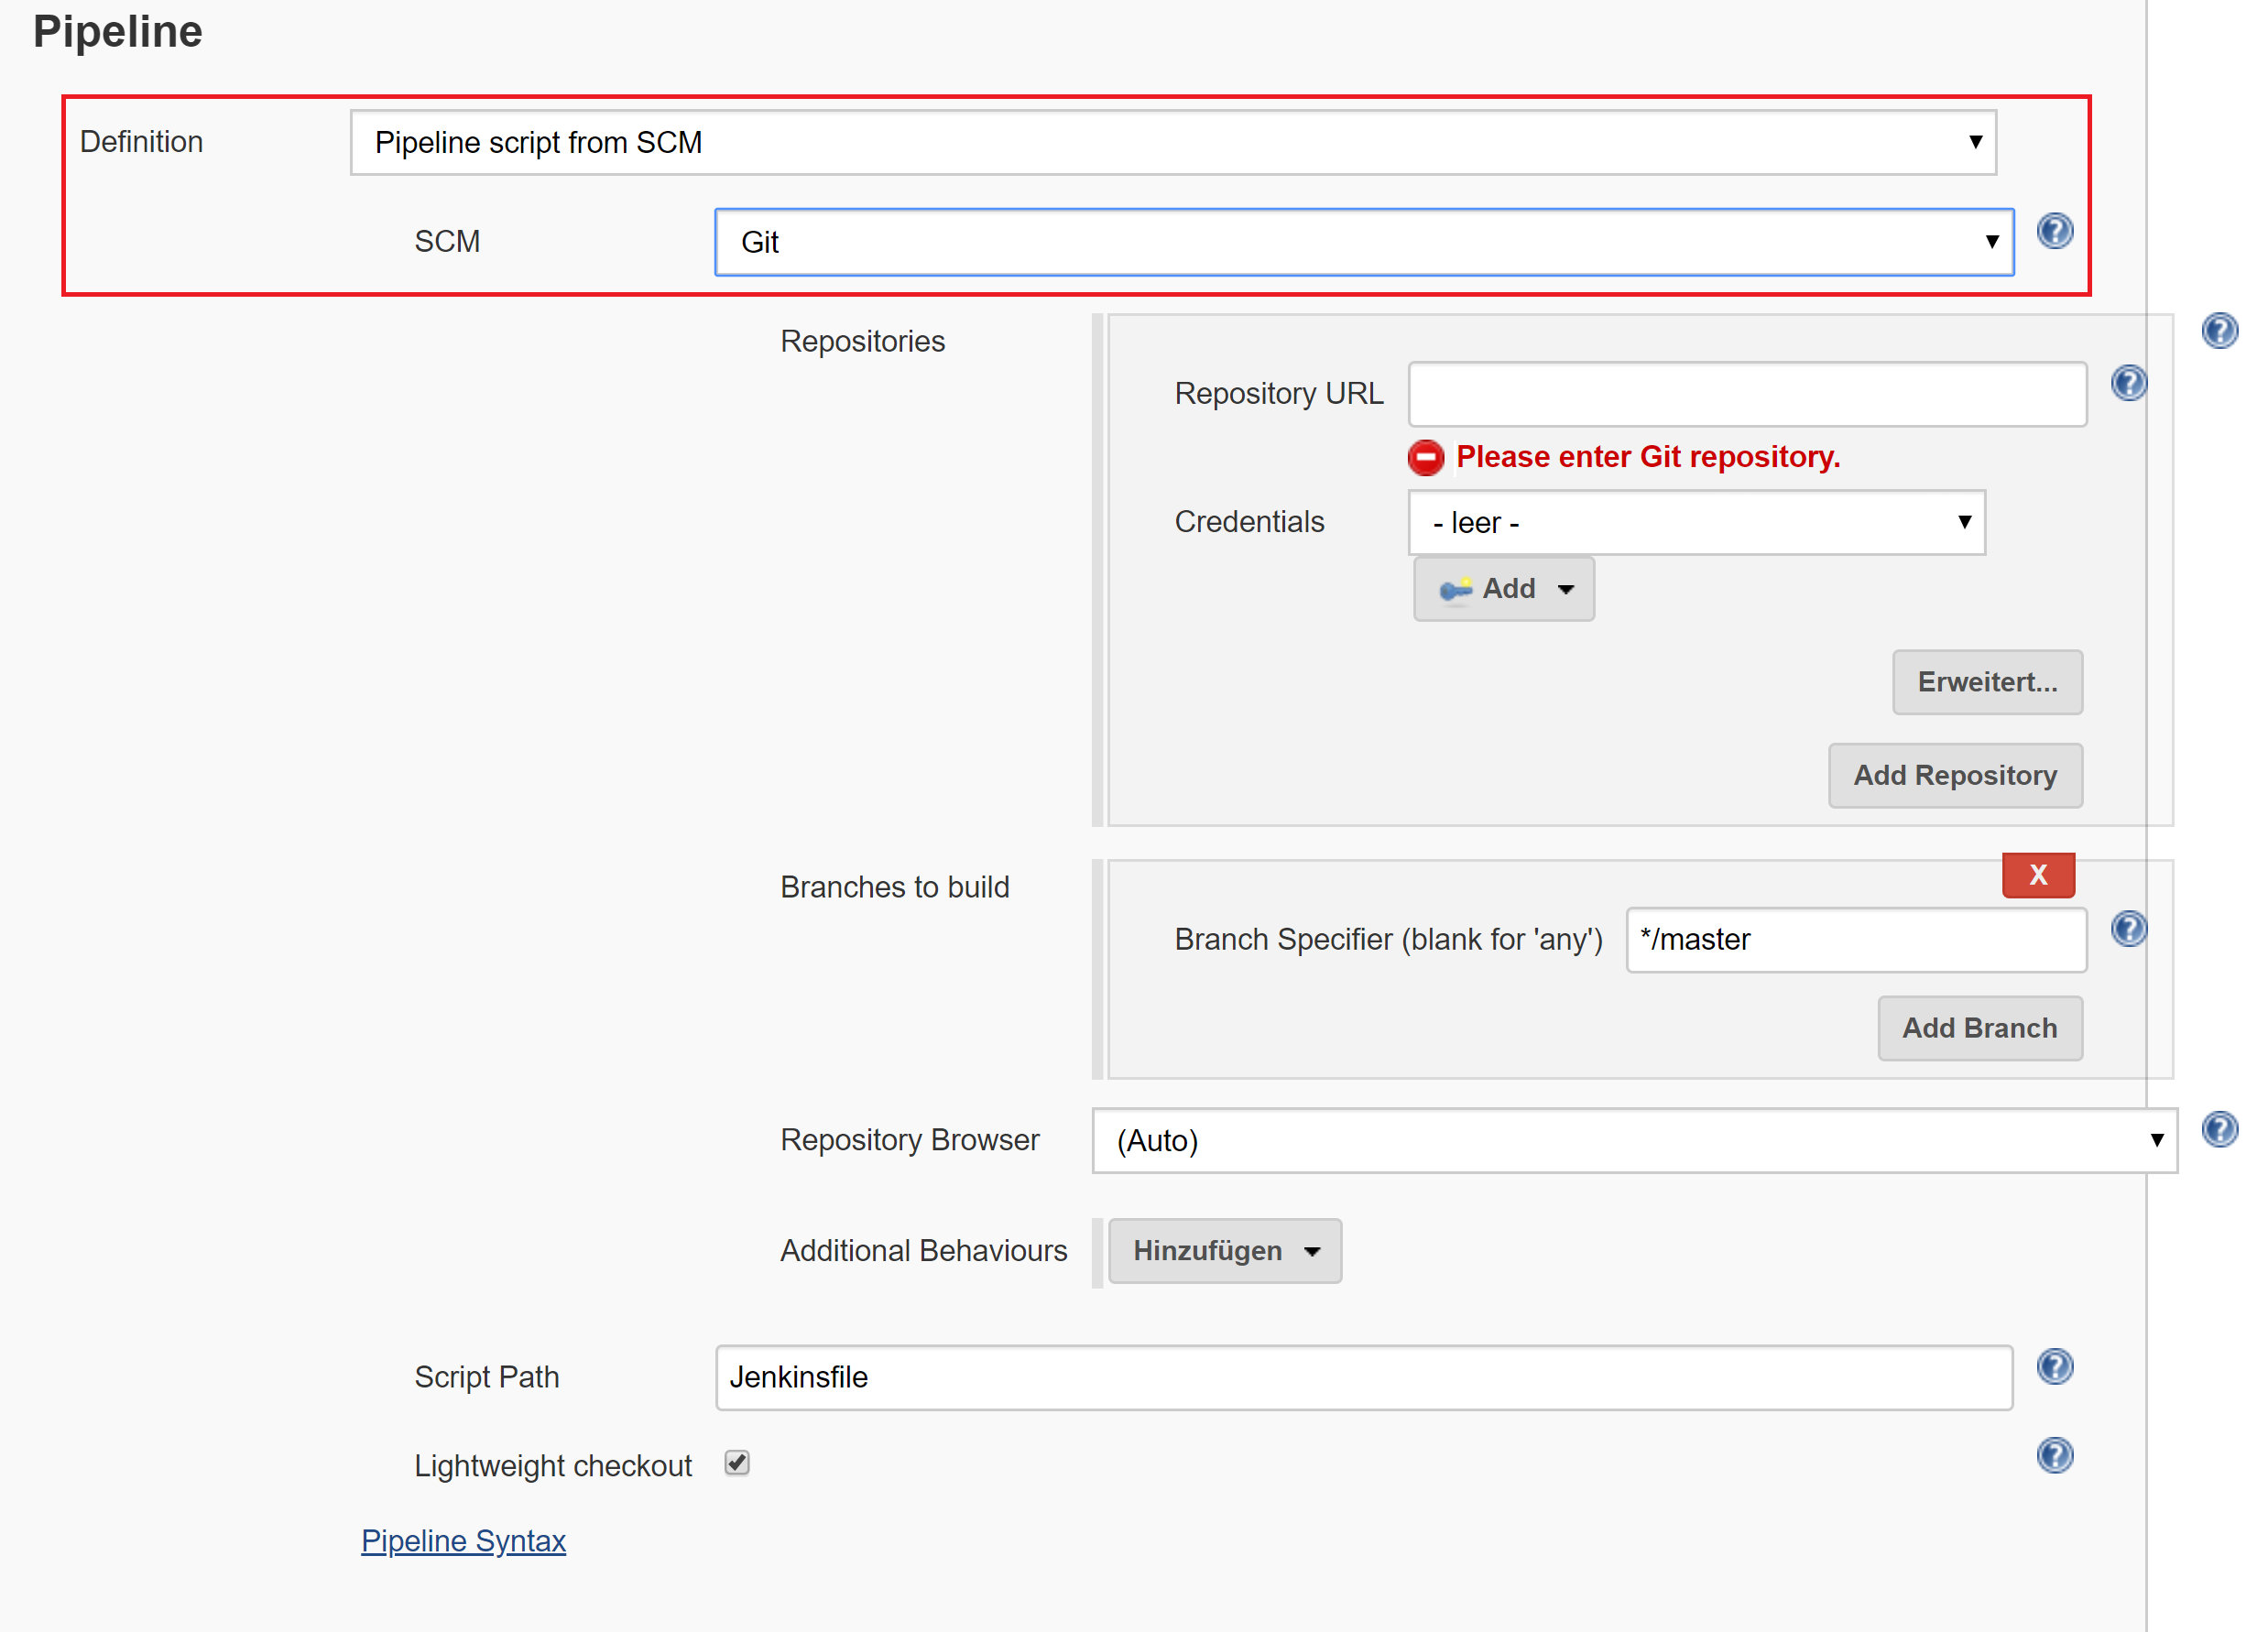 Pipeline
Definition
Pipeline script from SCM
SCM
Git
Repositories
Repository URL
Please enter Git repository.
Credentials
- leer -
Add
Erweitert...
Add Repository
Branches to build
X
Branch Specifier (blank for 'any')
*/master
Add Branch
Repository Browser
(Auto)
Additional Behaviours
Hinzufügen
Script Path
Jenkinsfile
Lightweight checkout
Pipeline Syntax